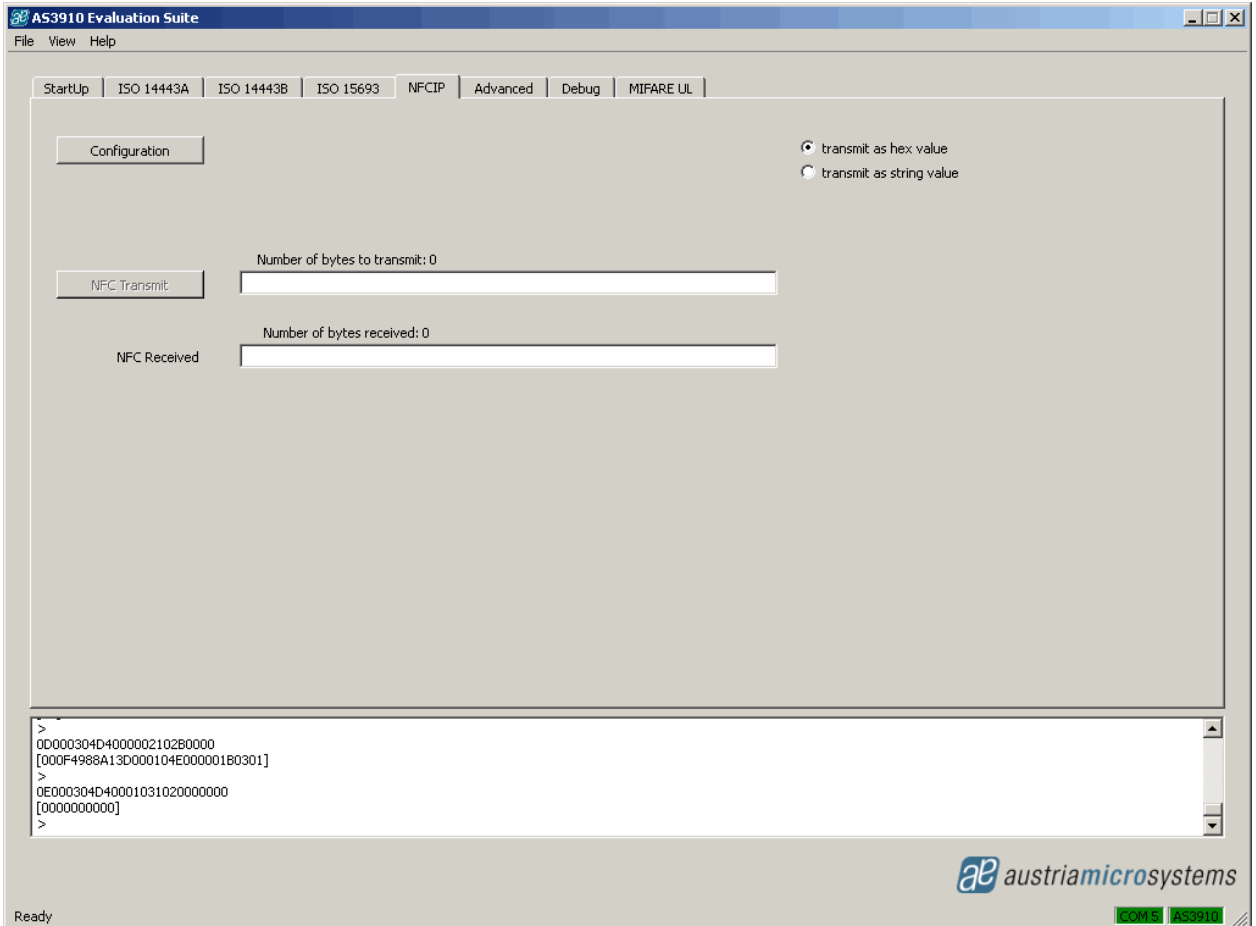 AS3910 Evaluation Suite
File View Help
StartUp ISO 14443A ISO 14443B ISO 15693 NFCIP Advanced Debug MIFARE UL
Configuration
transmit as hex value
transmit as string value
Number of bytes to transmit: 0
NFC Transmit
Number of bytes received: 0
NFC Received
>
0D000304D4000002102B0000
[000F4988A13D000104E000001B0301]
>
0E000304D40001031020000000
[0000000000]
>
austriamicrosystems
Ready
COM 5 AS3910